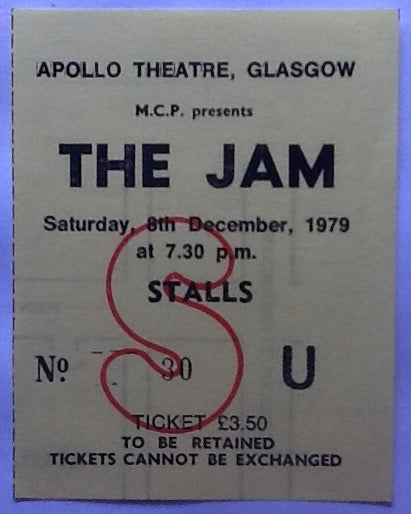 APOLLO THEATRE, GLASGOW
M.C.P. presents
THE JAM
Saturday, 8th December, 1979
at 7.30 p.m.
STALLS
S
Nº 30 U
TICKET £3.50
TO BE RETAINED
TICKETS CANNOT BE EXCHANGED